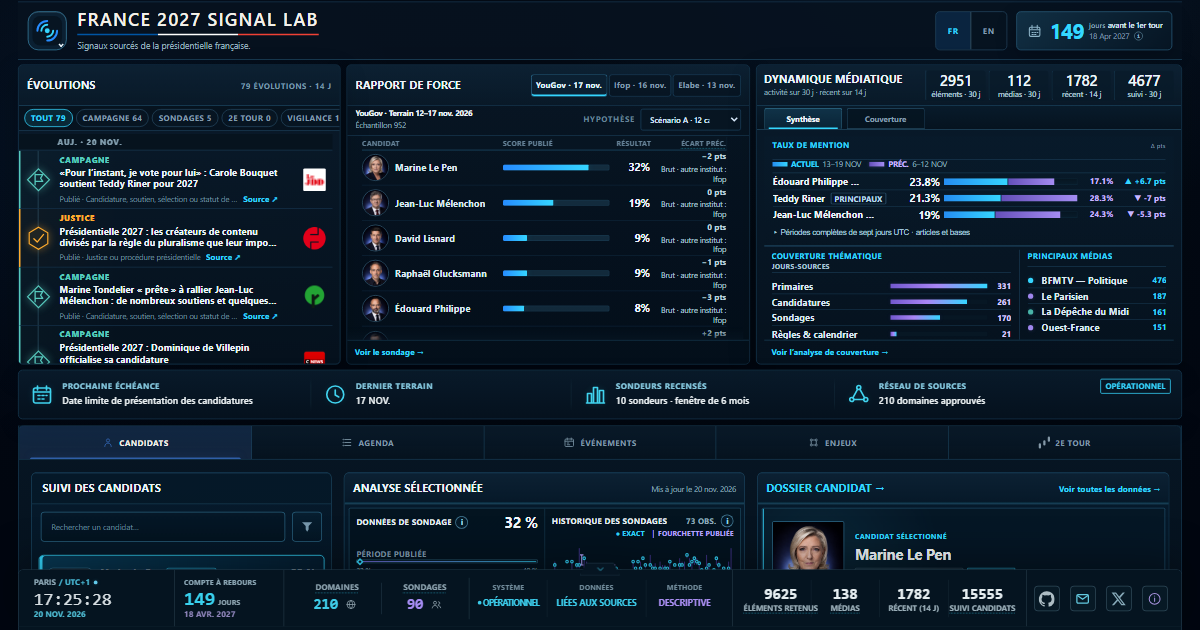 FRANCE 2027 SIGNAL LAB
Signaux sourcés de la présidentielle française.
FR
EN
149 jours avant le 1er tour
18 Apr 2027
ÉVOLUTIONS
79 ÉVOLUTIONS · 14 J
TOUT 79
CAMPAGNE 64
SONDAGES 5
2E TOUR 0
VIGILANCE 1
AUJ. · 20 NOV.
CAMPAGNE
«Pour l'instant, je vote pour lui» : Carole Bouquet
soutient Teddy Riner pour 2027
Publié · Candidature, soutien, sélection ou statut de ... Source ↗
JDD
JUSTICE
Présidentielle 2027 : les créateurs de contenu
divisés par la règle du pluralisme que leur impo...
Publié · Justice ou procédure présidentielle Source ↗
CAMPAGNE
Marine Tondelier « prête » à rallier Jean-Luc
Mélenchon : de nombreux soutiens et quelques...
Publié · Candidature, soutien, sélection ou statut de ... Source ↗
CAMPAGNE
Présidentielle 2027 : Dominique de Villepin
officialise sa candidature
RAPPORT DE FORCE
YouGov · 17 nov.
Ifop · 16 nov.
Elabe · 13 nov.
YouGov · Terrain 12–17 nov. 2026
Échantillon 952
HYPOTHÈSE
Scénario A · 12 c
CANDIDAT
SCORE PUBLIÉ
RÉSULTAT
ÉCART PRÉC.
Marine Le Pen
32%
−2 pts
Brut · autre institut :
Ifop
Jean-Luc Mélenchon
19%
0 pts
Brut · autre institut :
Ifop
David Lisnard
9%
0 pts
Brut · autre institut :
Ifop
Raphaël Glucksmann
9%
−1 pts
Brut · autre institut :
Ifop
Édouard Philippe
8%
−3 pts
Brut · autre institut :
Ifop
+2 pts
Voir le sondage →
DYNAMIQUE MÉDIATIQUE
activité sur 30 j · récent sur 14 j
2951
éléments · 30 j
112
médias · 30 j
1782
récent · 14 j
4677
suivi · 30 j
Synthèse
Couverture
TAUX DE MENTION
Δ pts
ACTUEL 13–19 NOV
PRÉC. 6–12 NOV
Édouard Philippe ... 23.8% 17.1% ▲ +6.7 pts
Teddy Riner PRINCIPAUX 21.3% 28.3% ▼ -7 pts
Jean-Luc Mélenchon ... 19% 24.3% ▼ -5.3 pts
• Périodes complètes de sept jours UTC · articles et bases
COUVERTURE THÉMATIQUE
JOURS-SOURCES
Primaires 331
Candidatures 261
Sondages 170
Règles & calendrier 21
PRINCIPAUX MÉDIAS
BFMTV — Politique 476
Le Parisien 187
La Dépêche du Midi 161
Ouest-France 151
Voir l'analyse de couverture →
PROCHAINE ÉCHÉANCE
Date limite de présentation des candidatures
DERNIER TERRAIN
17 NOV.
SONDEURS RECENSÉS
10 sondeurs · fenêtre de 6 mois
RÉSEAU DE SOURCES
210 domaines approuvés
OPÉRATIONNEL
CANDIDATS
AGENDA
ÉVÉNEMENTS
ENJEUX
2E TOUR
SUIVI DES CANDIDATS
Rechercher un candidat...
ANALYSE SÉLECTIONNÉE
Mis à jour le 20 nov. 2026
DONNÉES DE SONDAGE
32 %
PÉRIODE PUBLIÉE
HISTORIQUE DES SONDAGES
73 OBS.
EXACT
FOURCHETTE PUBLIÉE
DOSSIER CANDIDAT →
Voir toutes les données →
CANDIDAT SÉLECTIONNÉ
Marine Le Pen
PARIS / UTC+1
17:25:28
20 NOV. 2026
COMPTE À REBOURS
149 JOURS
18 AVR. 2027
DOMAINES
210
SONDAGES
90
SYSTÈME
OPÉRATIONNEL
DONNÉES
LIÉES AUX SOURCES
MÉTHODE
DESCRIPTIVE
9625
ÉLÉMENTS RETENUS
138
MÉDIAS
1782
RÉCENT (14 J)
15555
SUIVI CANDIDATS